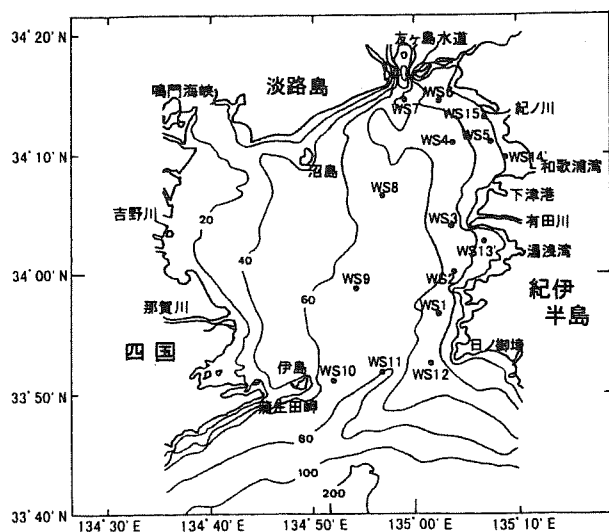 34° 20'
34° 10'
34° 00'
33° 50'
33° 40'
134° 30'
134° 40'
134° 50'
135° 00'
135° 10'
友ヶ島水道
淡路島
鳴門海峡
WS6
WS7
WS15
紀ノ川
WS4
WS5
WS14'
和歌浦湾
沼島
WS8
下津港
吉野川
20
WS3
有田川
WS13'
湯浅湾
40
WS2
WS9
60
紀伊
半島
那賀川
WS1
四国
日ノ御埼
伊島
WS10
WS11
WS12
蒲生田岬
80
100
200